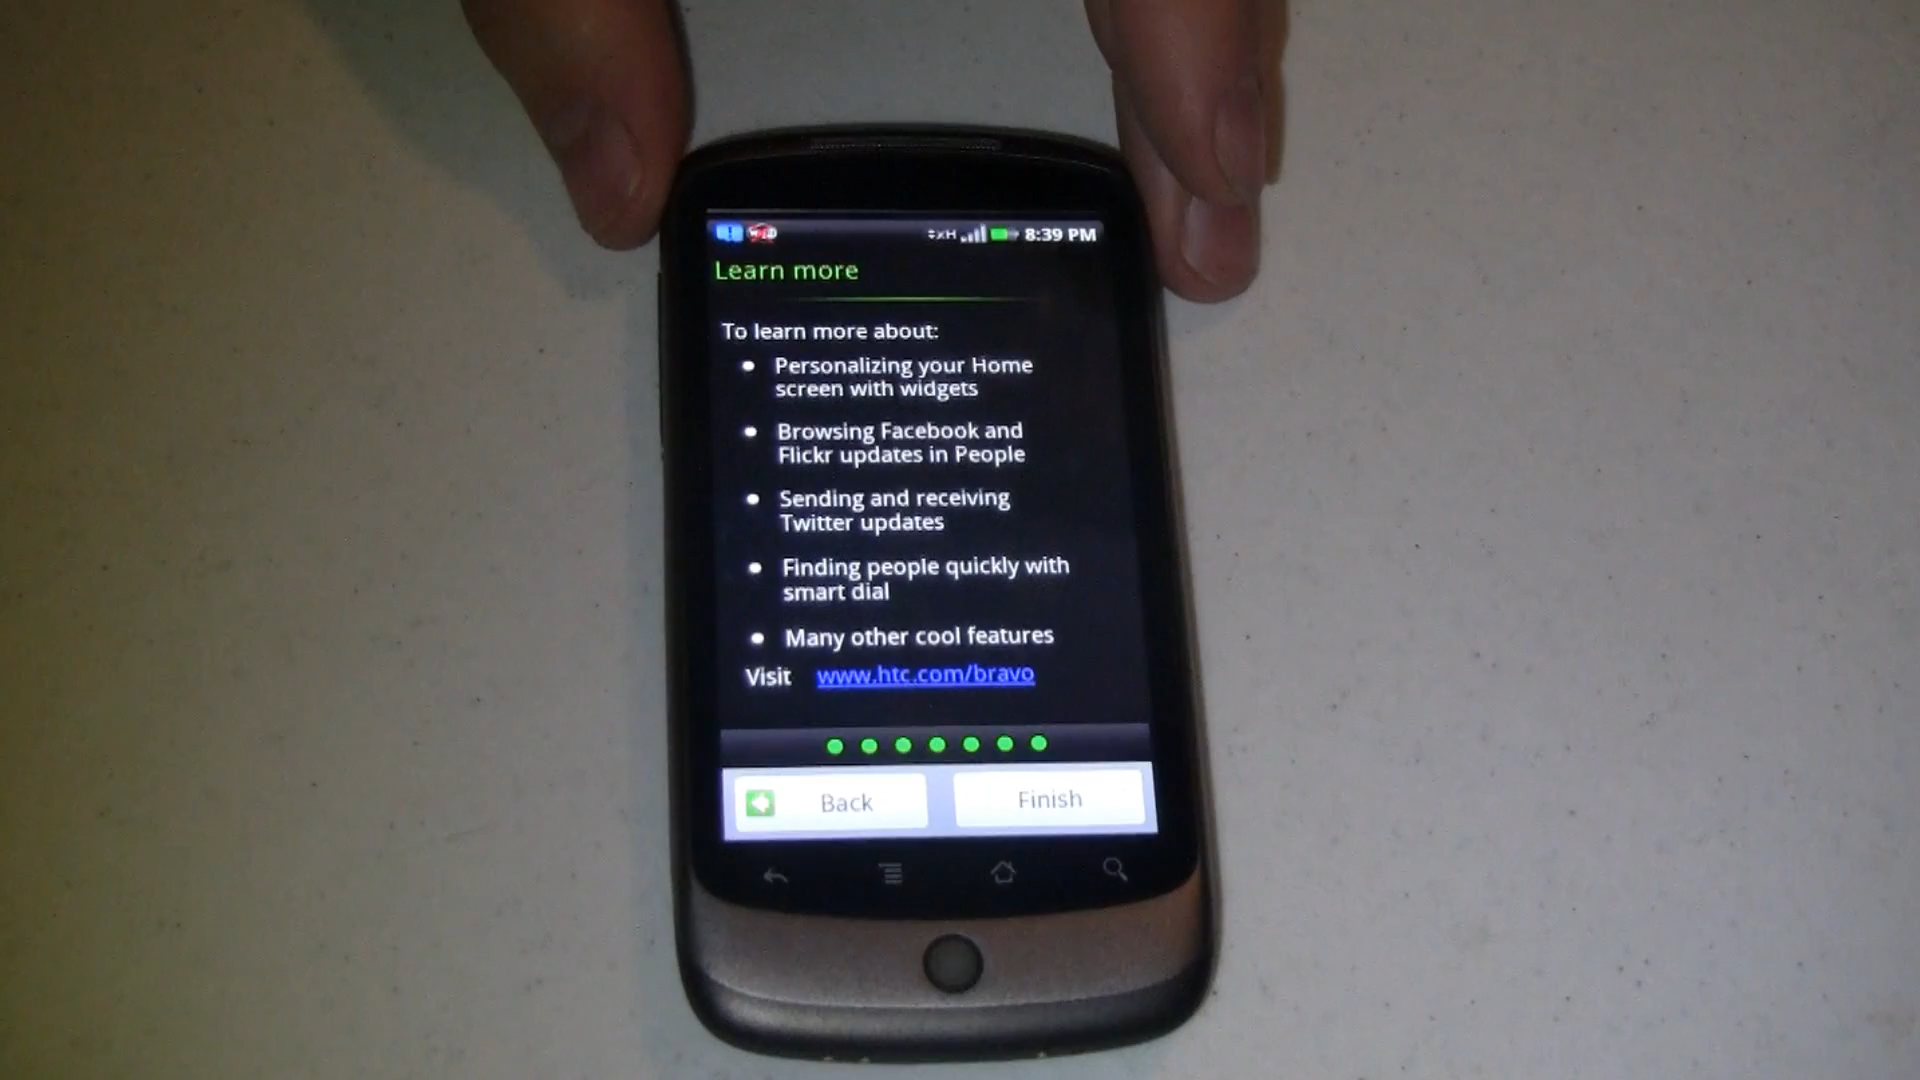 8:39 PM
Learn more
To learn more about:
Personalizing your Home
screen with widgets
Browsing Facebook and
Flickr updates in People
Sending and receiving
Twitter updates
Finding people quickly with
smart dial
Many other cool features
Visit www.htc.com/bravo
Back Finish